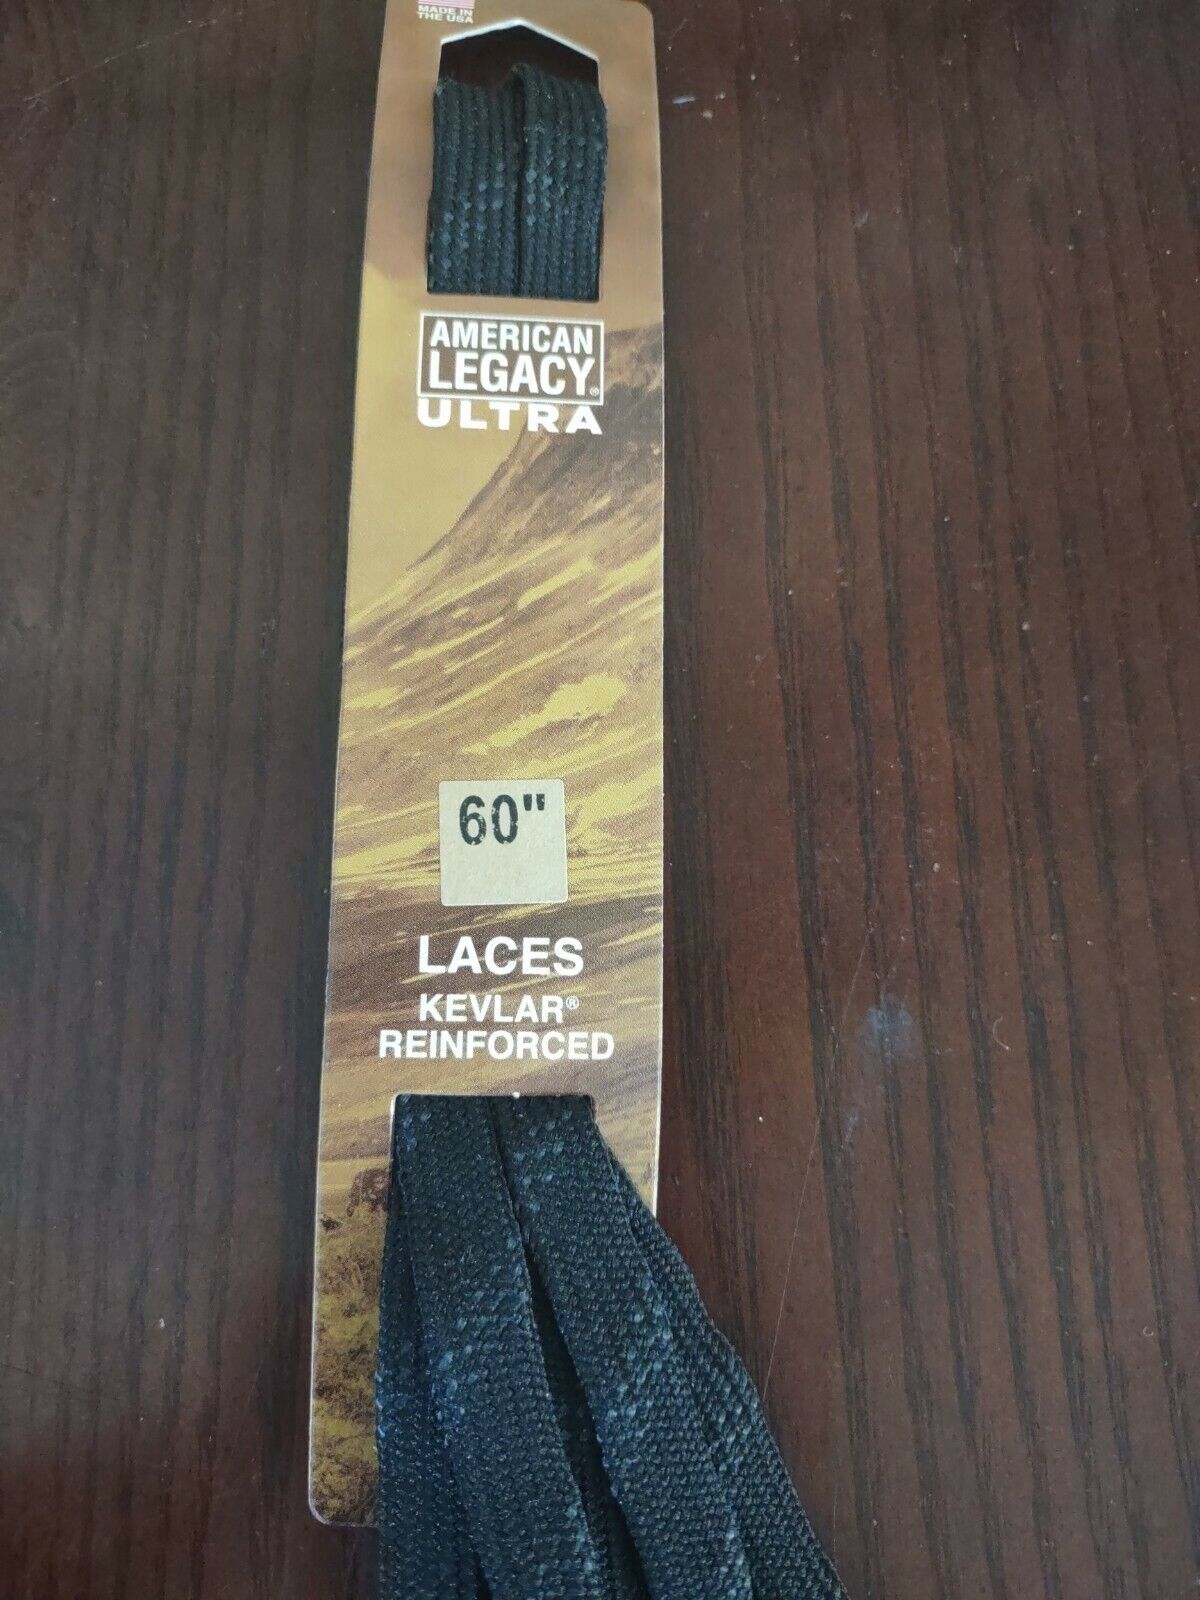 MADE IN
THE USA
AMERICAN
LEGACY®
ULTRA
60"
LACES
KEVLAR®
REINFORCED